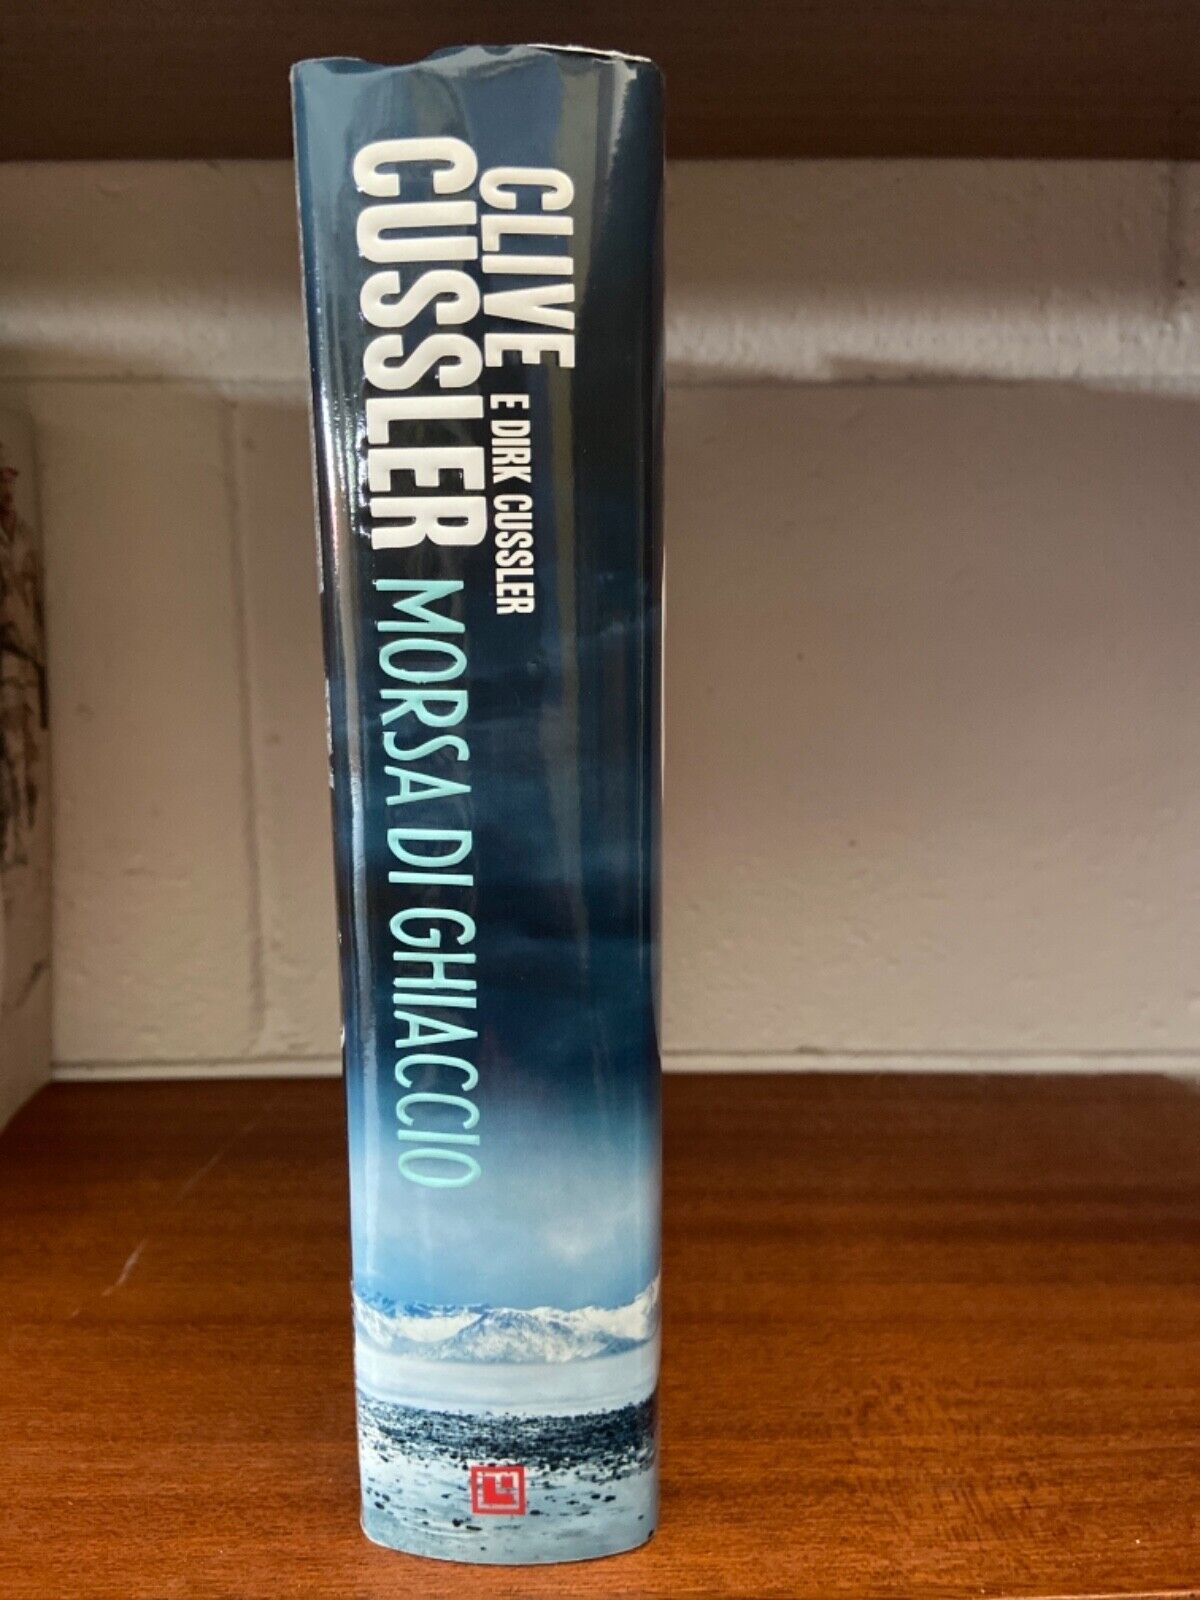 CLIVE
CUSSLER
E DIRK CUSSLER
MORSA DI GHIACCIO